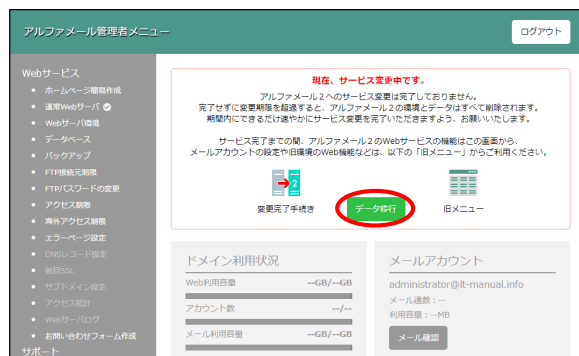 アルファメール管理者メニュー
ログアウト
Webサービス
ホームページ簡易作成
通常Webサーバ
Webサーバ環境
データベース
バックアップ
FTP接続元制限
FTPパスワードの変更
アクセス制限
海外アクセス制限
エラーページ設定
DNSレコード設定
独自SSL
サブドメイン設定
アクセス統計
Webサーバログ
お問い合わせフォーム作成
サポート
現在、サービス変更中です。
アルファメール2へのサービス変更は完了しておりません。
完了せずに変更期限を超過すると、アルファメール2の環境とデータはすべて削除されます。
期間内にできるだけ速やかにサービス変更を完了いただきますよう、お願いいたします。
サービス完了までの間、アルファメール2のWebサービスの機能はこの画面から、
メールアカウントの設定や旧環境のWeb機能などは、以下の「旧メニュー」からご利用ください。
2
変更完了手続き
データ移行
旧メニュー
ドメイン利用状況
Web利用容量 --GB/--GB
アカウント数 --/--
メール利用容量 --GB/--GB
メールアカウント
administrator@lt-manual.info
メール通数：--
利用容量：--MB
メール確認